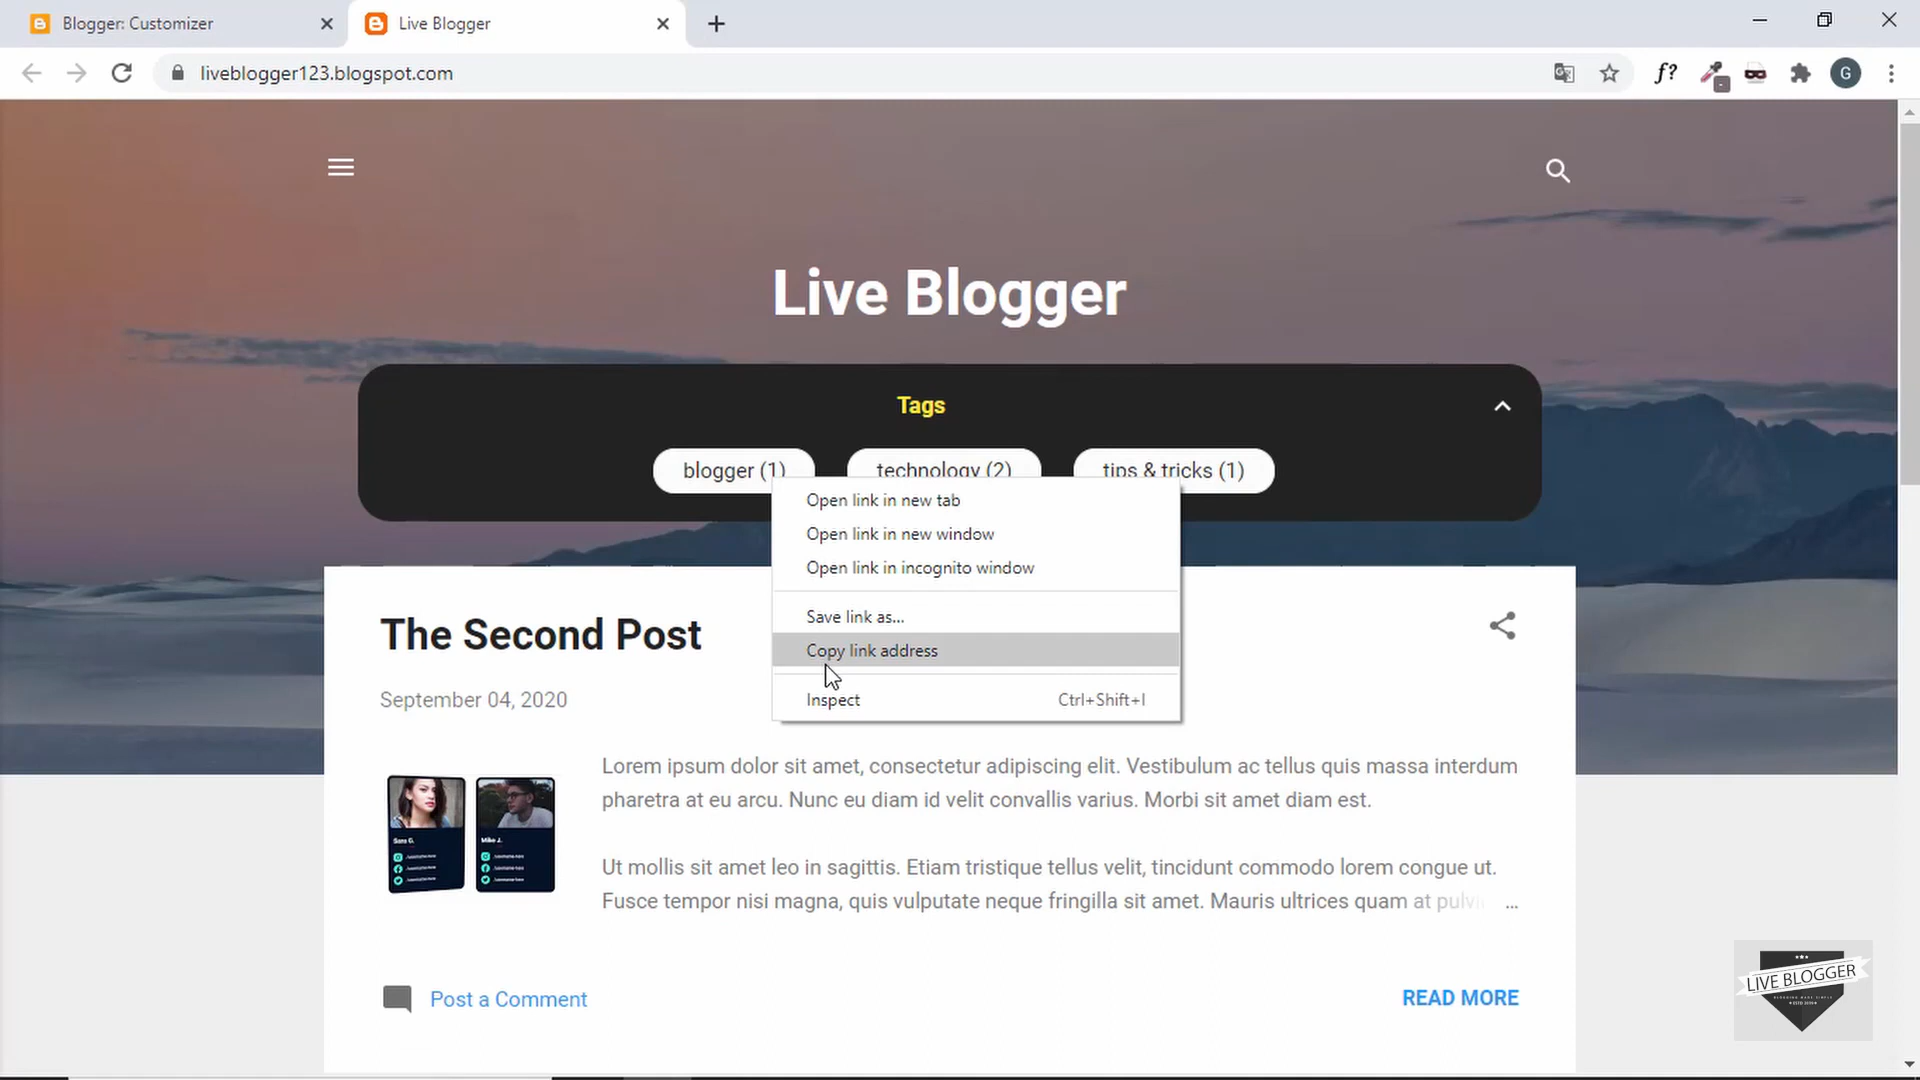 Blogger: Customizer
Live Blogger
liveblogger123.blogspot.com
f?
G
Live Blogger
Tags
blogger (1)
technology (2)
tips & tricks (1)
Open link in new tab
Open link in new window
Open link in incognito window
Save link as...
Copy link address
Inspect Ctrl+Shift+I
The Second Post
September 04, 2020
Lorem ipsum dolor sit amet, consectetur adipiscing elit. Vestibulum ac tellus quis massa interdum
pharetra at eu arcu. Nunc eu diam id velit convallis varius. Morbi sit amet diam est.
Ut mollis sit amet leo in sagittis. Etiam tristique tellus velit, tincidunt commodo lorem congue ut.
Fusce tempor nisi magna, quis vulputate neque fringilla sit amet. Mauris ultrices quam at ...
Sara G.
Mike J.
Post a Comment
READ MORE
LIVE BLOGGER